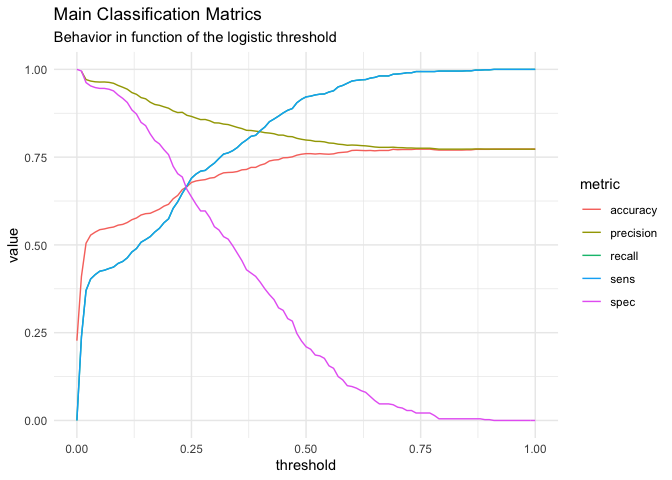 Main Classification Matrics
Behavior in function of the logistic threshold
1.00
0.75
0.50
0.25
0.00
value
0.00
0.25
0.50
0.75
1.00
threshold
metric
accuracy
precision
recall
sens
spec